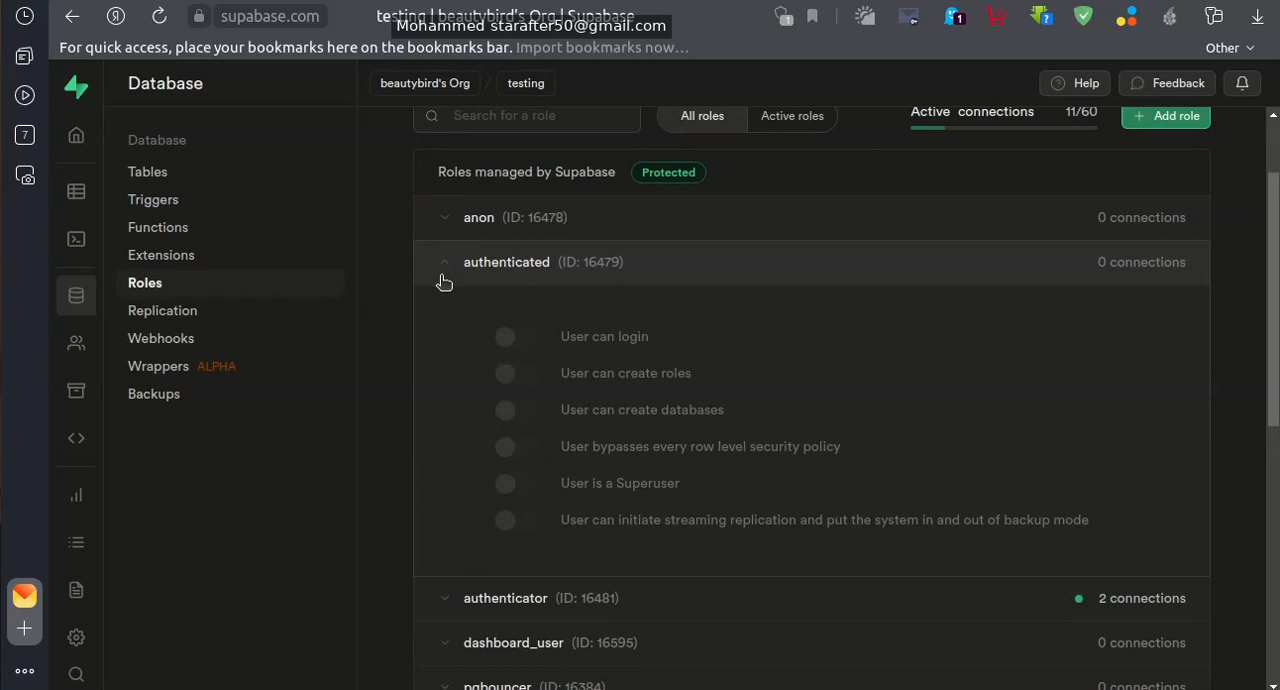 supabase.com
testing | beautybird's Org | Supabase
Mohammed starafter50@gmail.com
1
1
?
For quick access, place your bookmarks here on the bookmarks bar. Import bookmarks now…
Other
Database
beautybird's Org / testing
Help
Feedback
7
Database
Tables
Triggers
Functions
Extensions
Roles
Replication
Webhooks
Wrappers ALPHA
Backups
Search for a role
All roles
Active roles
Active connections 11/60
+ Add role
Roles managed by Supabase Protected
anon (ID: 16478) 0 connections
authenticated (ID: 16479) 0 connections
User can login
User can create roles
User can create databases
User bypasses every row level security policy
User is a Superuser
User can initiate streaming replication and put the system in and out of backup mode
authenticator (ID: 16481) 2 connections
dashboard_user (ID: 16595) 0 connections
pgbouncer (ID: 16384) 0 connections